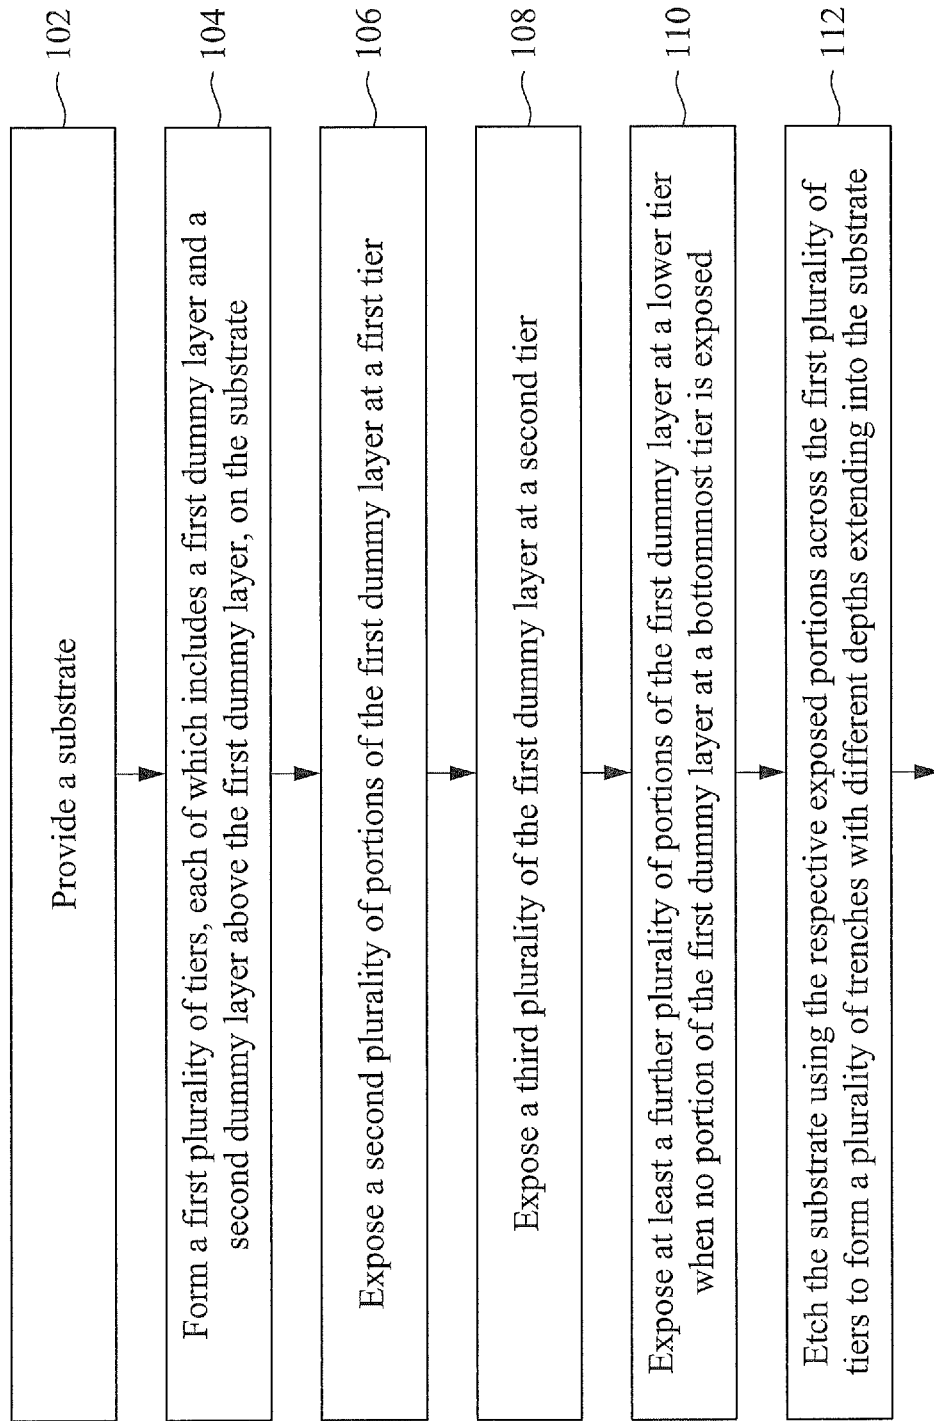 Provide a substrate
102
Form a first plurality of tiers, each of which includes a first dummy layer and a
second dummy layer above the first dummy layer, on the substrate
104
Expose a second plurality of portions of the first dummy layer at a first tier
106
Expose a third plurality of the first dummy layer at a second tier
108
Expose at least a further plurality of portions of the first dummy layer at a lower tier
when no portion of the first dummy layer at a bottommost tier is exposed
110
Etch the substrate using the respective exposed portions across the first plurality of
tiers to form a plurality of trenches with different depths extending into the substrate
112